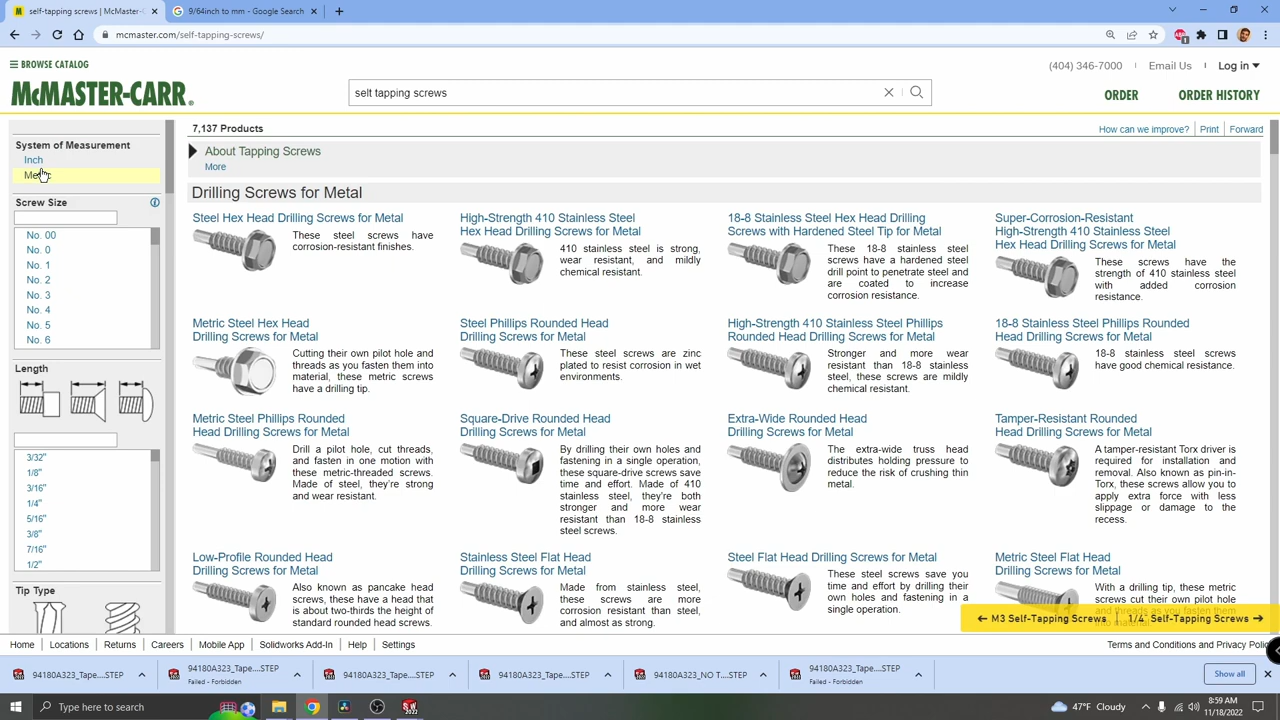 self-tapping screws | McMaster-C
9/64inch to mm - Google Search
mcmaster.com/self-tapping-screws/
BROWSE CATALOG
(404) 346-7000
Email Us
Log in
McMASTER-CARR®
selt tapping screws
ORDER
ORDER HISTORY
7,137 Products
How can we improve?
Print
Forward
System of Measurement
Inch
About Tapping Screws
More
Screw Size
No. 00
No. 0
No. 1
No. 2
No. 3
No. 4
No. 5
No. 6
Length
3/32"
1/8"
3/16"
1/4"
5/16"
3/8"
7/16"
1/2"
Tip Type
Drilling Screws for Metal
Steel Hex Head Drilling Screws for Metal
These steel screws have
corrosion-resistant finishes.
High-Strength 410 Stainless Steel
Hex Head Drilling Screws for Metal
410 stainless steel is strong,
wear resistant, and mildly
chemical resistant.
18-8 Stainless Steel Hex Head Drilling
Screws with Hardened Steel Tip for Metal
These 18-8 stainless steel
screws have a hardened steel
drill point to penetrate steel and
are coated to increase
corrosion resistance.
Super-Corrosion-Resistant
High-Strength 410 Stainless Steel
Hex Head Drilling Screws for Metal
These screws have the
strength of 410 stainless steel
with added corrosion
resistance.
Metric Steel Hex Head
Drilling Screws for Metal
Cutting their own pilot hole and
threads as you fasten them into
material, these metric screws
have a drilling tip.
Steel Phillips Rounded Head
Drilling Screws for Metal
These steel screws are zinc
plated to resist corrosion in wet
environments.
High-Strength 410 Stainless Steel Phillips
Rounded Head Drilling Screws for Metal
Stronger and more wear
resistant than 18-8 stainless
steel, these screws are mildly
chemical resistant.
18-8 Stainless Steel Phillips Rounded
Head Drilling Screws for Metal
18-8 stainless steel screws
have good chemical resistance.
Metric Steel Phillips Rounded
Head Drilling Screws for Metal
Drill a pilot hole, cut threads,
and fasten in one motion with
these metric-threaded screws.
Made of steel, they're strong
and wear resistant.
Square-Drive Rounded Head
Drilling Screws for Metal
By drilling their own holes and
fastening in a single operation,
these square-drive screws save
time and effort. Made of 410
stainless steel, they're both
stronger and more wear
resistant than 18-8 stainless
steel screws.
Extra-Wide Rounded Head
Drilling Screws for Metal
The extra-wide truss head
distributes holding pressure to
reduce the risk of crushing thin
metal.
Tamper-Resistant Rounded
Head Drilling Screws for Metal
A tamper-resistant Torx driver is
required for installation and
removal. Also known as pin-in-
Torx, these screws allow you to
apply extra force with less
slippage or damage to the
recess.
Low-Profile Rounded Head
Drilling Screws for Metal
Also known as pancake head
screws, these have a head that
is about two-thirds the height of
standard rounded head screws.
Stainless Steel Flat Head
Drilling Screws for Metal
Made from stainless steel,
these screws are more
corrosion resistant than steel,
and almost as strong.
Steel Flat Head Drilling Screws for Metal
These steel screws save you
time and effort by drilling their
own holes and fastening in a
single operation.
Metric Steel Flat Head
Drilling Screws for Metal
With a drilling tip, these metric
screws cut their own pilot hole
M3 Self-Tapping Screws
1/4" Self-Tapping Screws
Home
Locations
Returns
Careers
Mobile App
Solidworks Add-In
Help
Settings
Terms and Conditions and Privacy Polic
94180A323_Tape....STEP
94180A323_Tape....STEP
Failed - Forbidden
94180A323_Tape....STEP
94180A323_Tape....STEP
94180A323_NO T....STEP
94180A323_Tape....STEP
Failed - Forbidden
Show all
Type here to search
47°F Cloudy
8:59 AM
11/18/2022